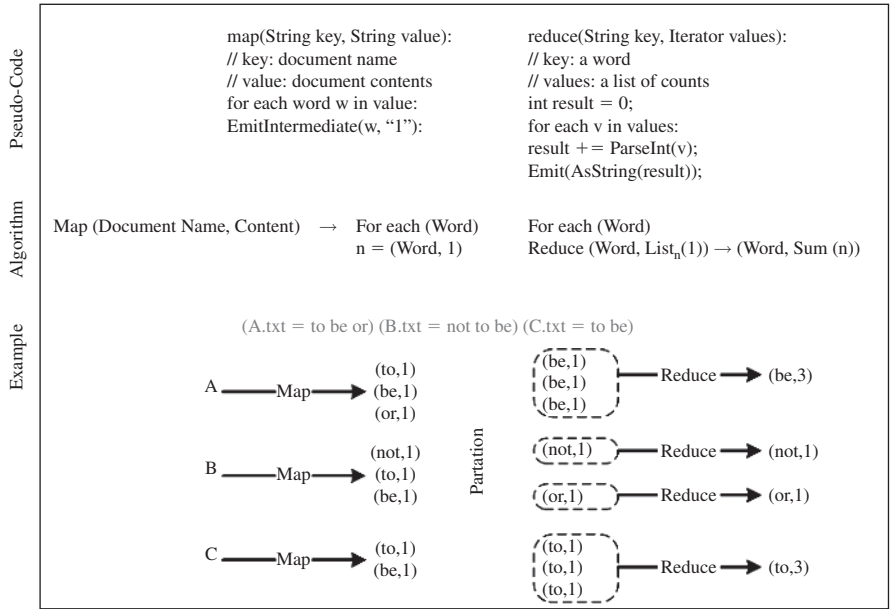 Pseudo-Code
map(String key, String value):
// key: document name
// value: document contents
for each word w in value:
EmitIntermediate(w, “1”):
reduce(String key, Iterator values):
// key: a word
// values: a list of counts
int result = 0;
for each v in values:
result += ParseInt(v);
Emit(AsString(result));
Algorithm
Map (Document Name, Content) → For each (Word)
n = (Word, 1)
For each (Word)
Reduce (Word, Listn(1)) → (Word, Sum (n))
Example
(A.txt = to be or) (B.txt = not to be) (C.txt = to be)
A Map
(to,1)
(be,1)
(or,1)
B Map
(not,1)
(to,1)
(be,1)
C Map
(to,1)
(be,1)
Partation
(be,1)
(be,1)
(be,1)
Reduce (be,3)
(not,1) Reduce (not,1)
(or,1) Reduce (or,1)
(to,1)
(to,1)
(to,1)
Reduce (to,3)